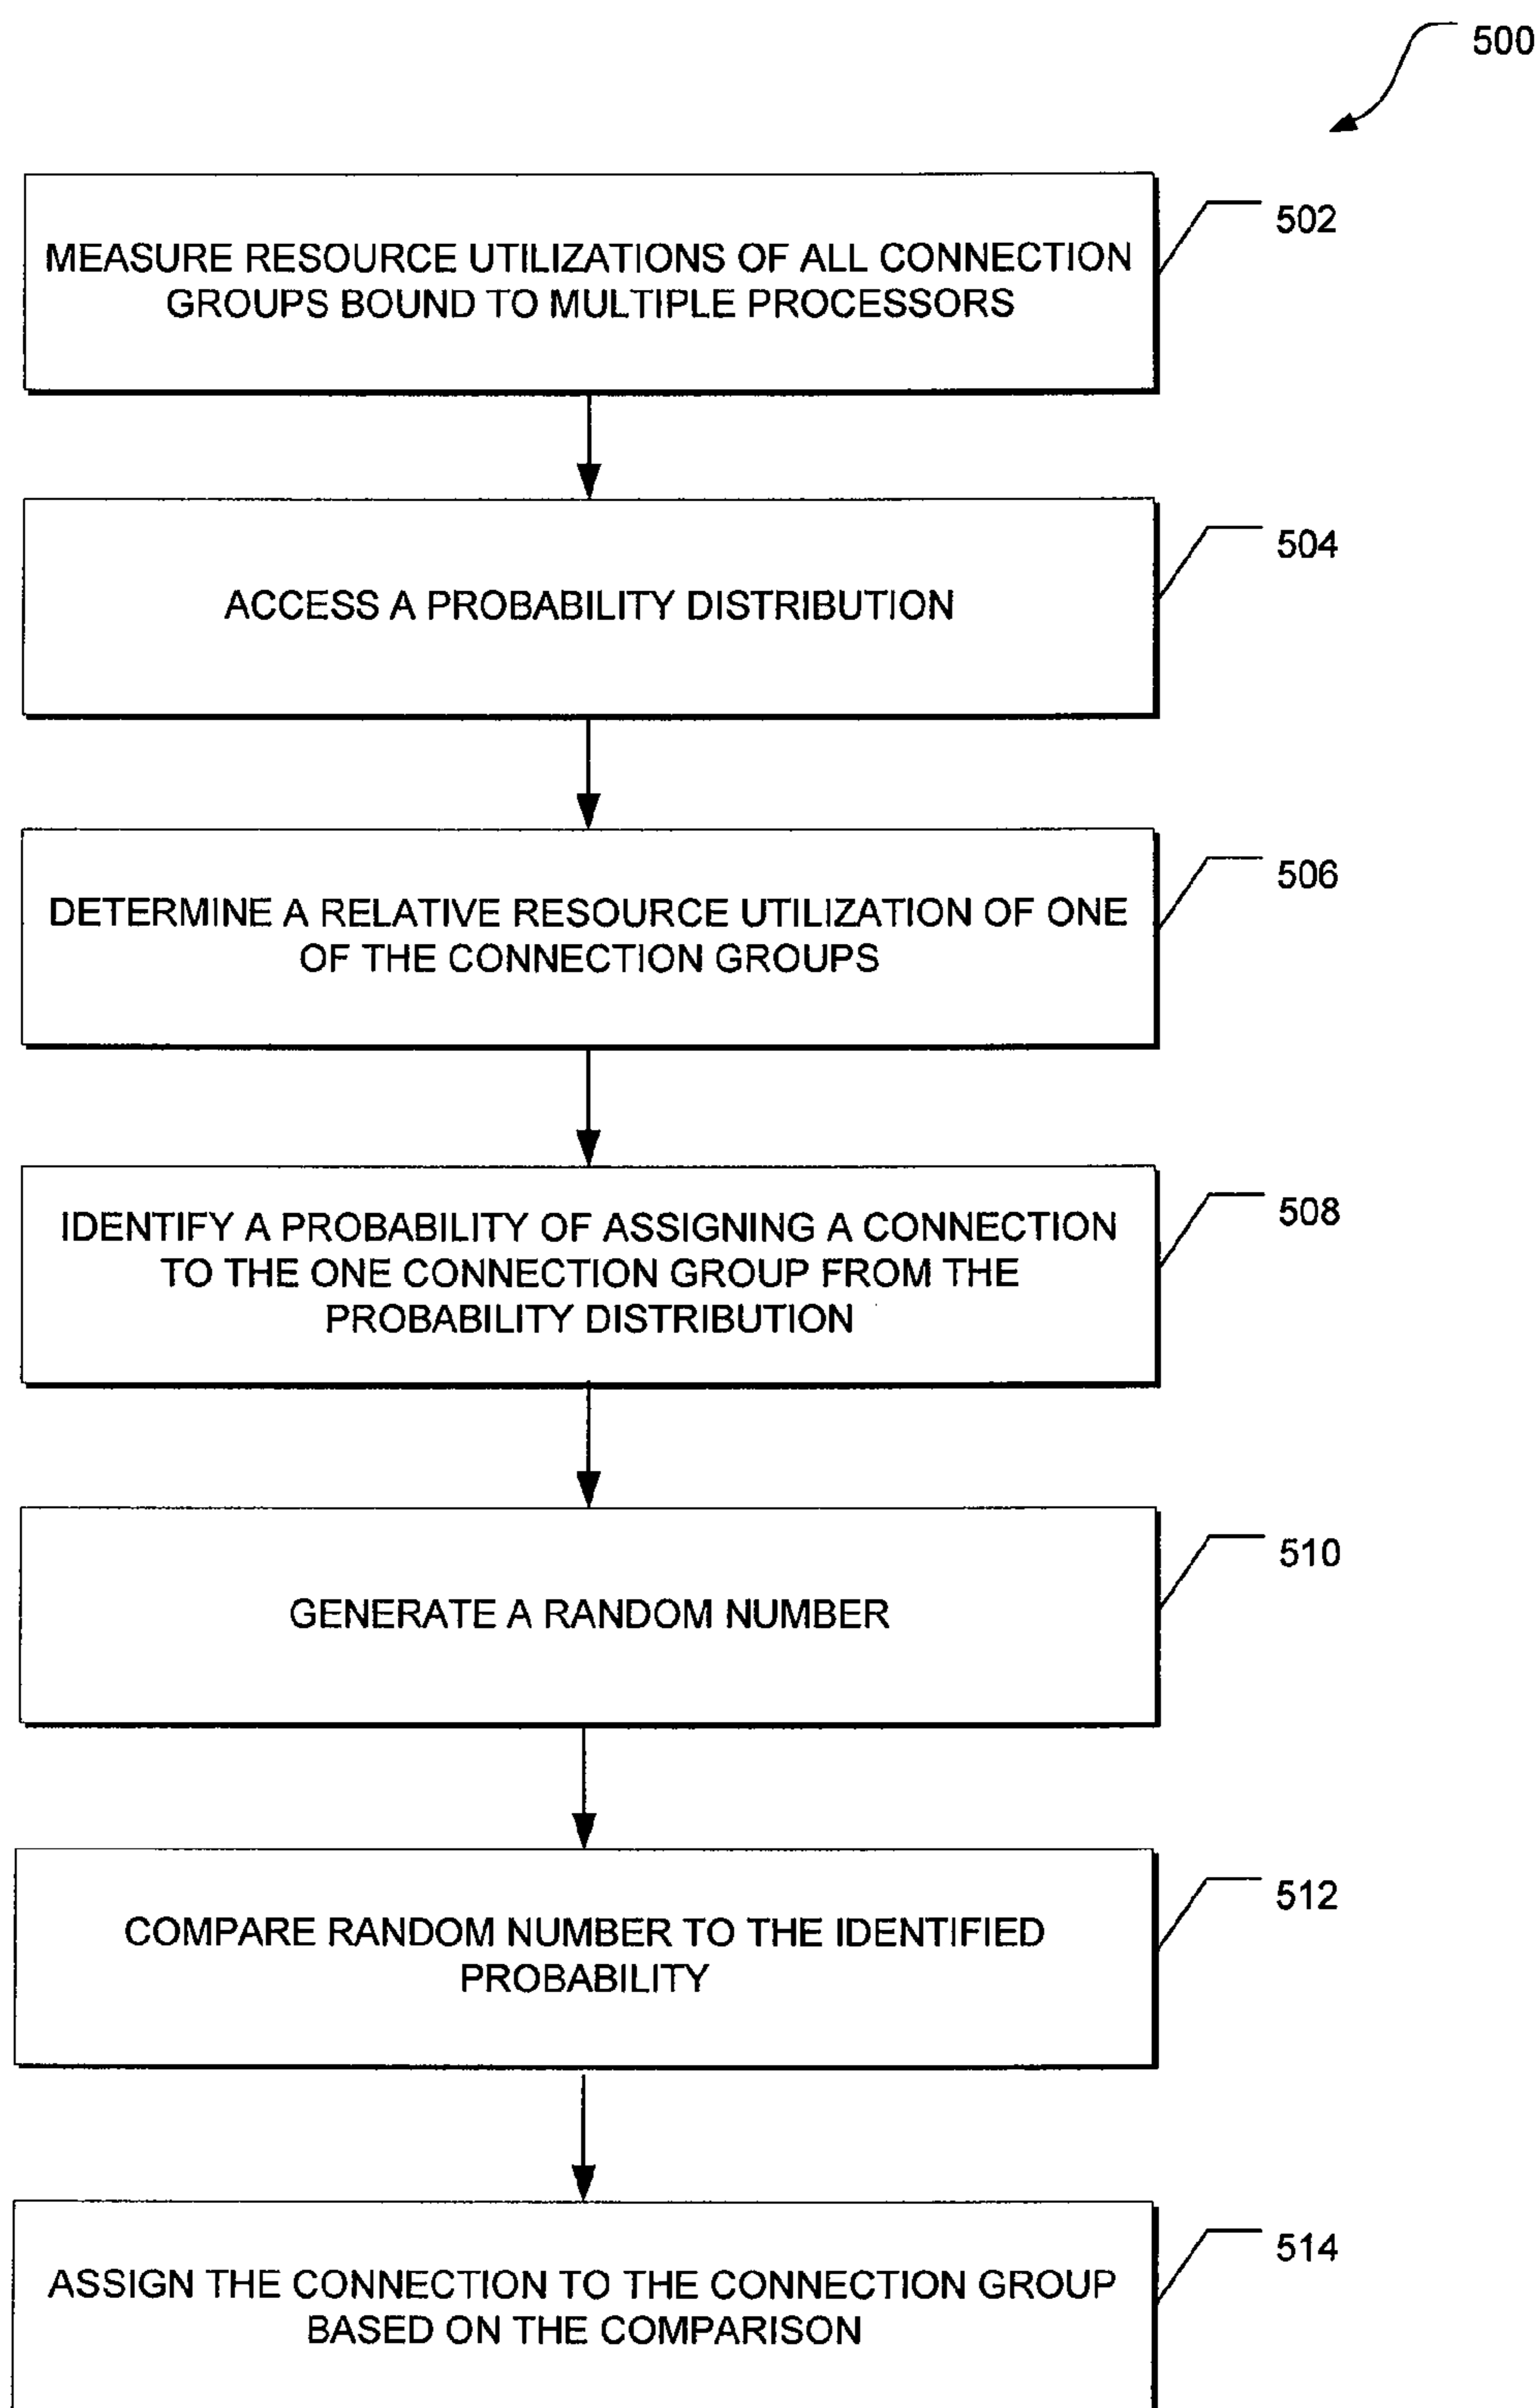 500
MEASURE RESOURCE UTILIZATIONS OF ALL CONNECTION
GROUPS BOUND TO MULTIPLE PROCESSORS
502
ACCESS A PROBABILITY DISTRIBUTION
504
DETERMINE A RELATIVE RESOURCE UTILIZATION OF ONE
OF THE CONNECTION GROUPS
506
IDENTIFY A PROBABILITY OF ASSIGNING A CONNECTION
TO THE ONE CONNECTION GROUP FROM THE
PROBABILITY DISTRIBUTION
508
GENERATE A RANDOM NUMBER
510
COMPARE RANDOM NUMBER TO THE IDENTIFIED
PROBABILITY
512
ASSIGN THE CONNECTION TO THE CONNECTION GROUP
BASED ON THE COMPARISON
514